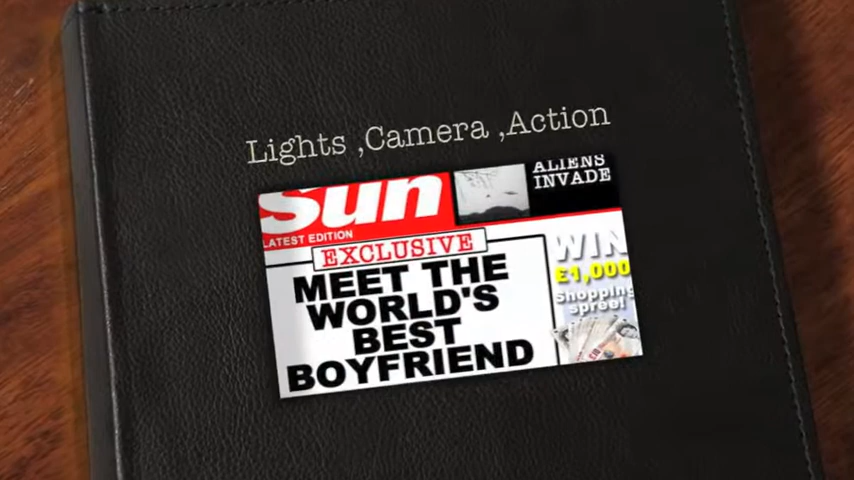 Lights ,Camera ,Action
Sun
LATEST EDITION
ALIENS
INVADE
EXCLUSIVE
MEET THE
WORLD'S
BEST
BOYFRIEND
WIN
£1,000
Shopping
spree!